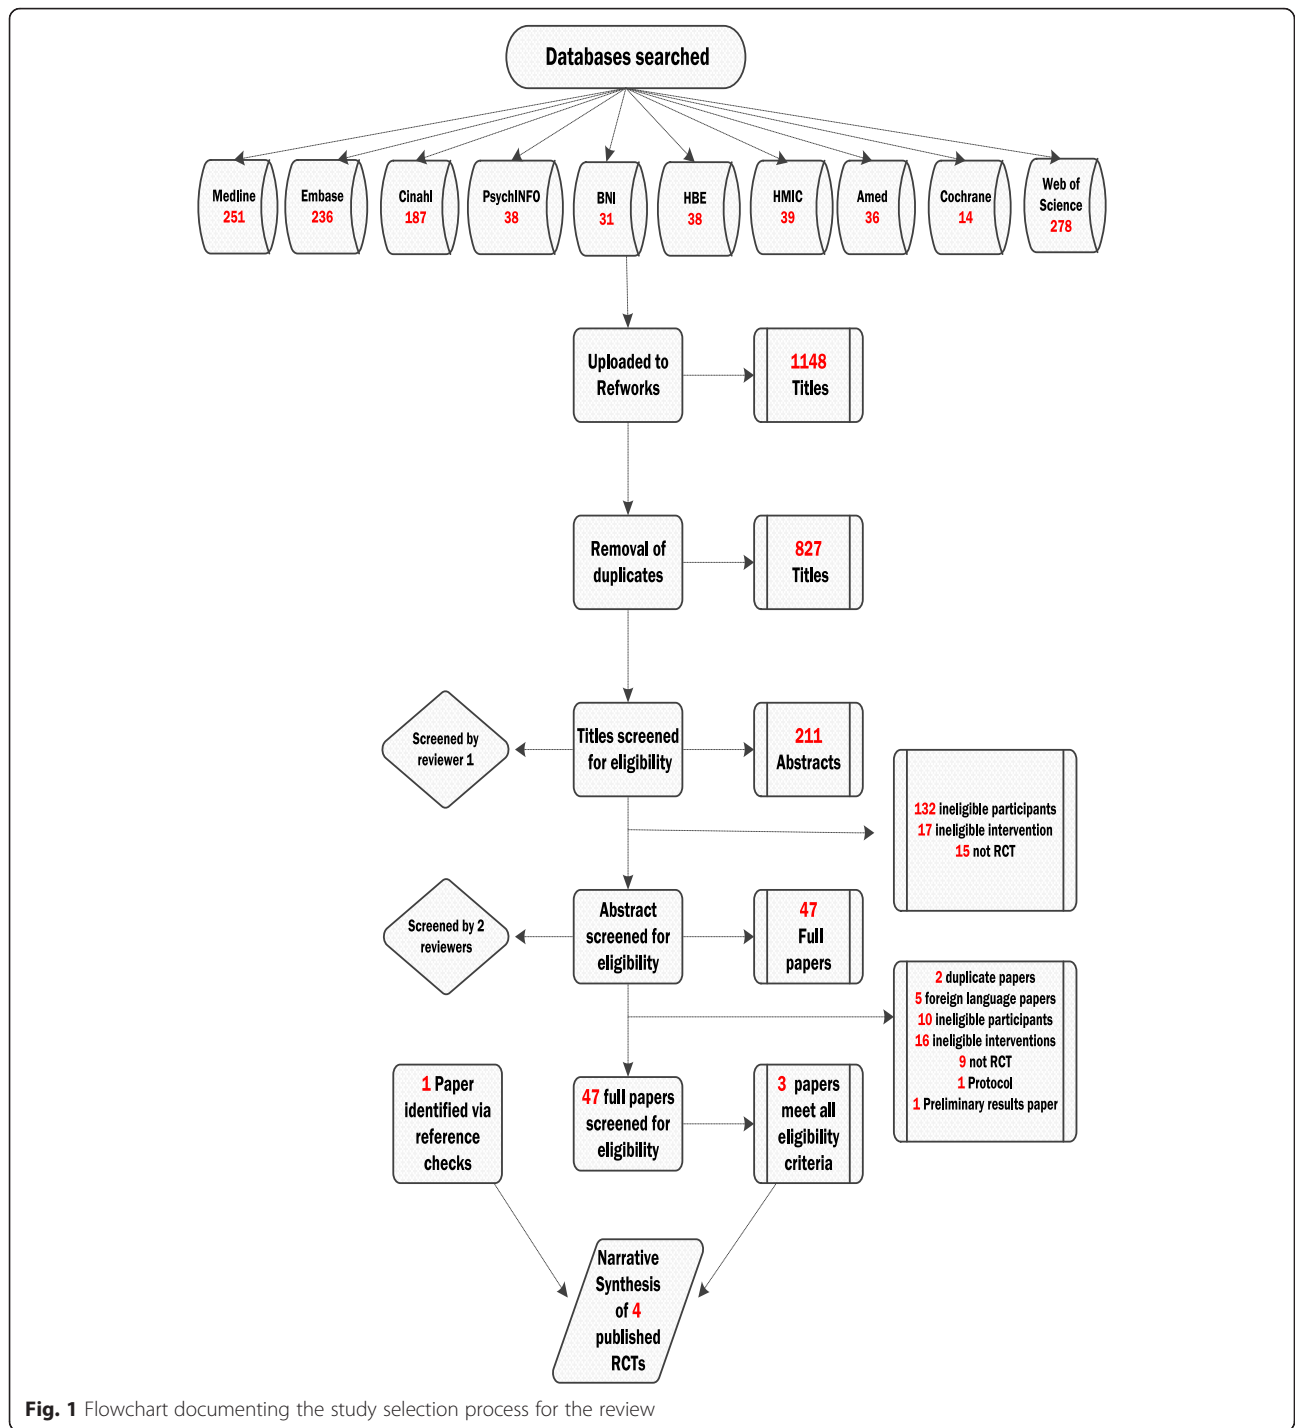 Databases searched
Medline
251
Embase
236
Cinahl
187
PsychINFO
38
BNI
31
HBE
38
HMIC
39
Amed
36
Cochrane
14
Web of
Science
278
Uploaded to
Refworks
1148
Titles
Removal of
duplicates
827
Titles
Screened by
reviewer 1
Titles screened
for eligibility
211
Abstracts
132 ineligible participants
17 ineligible intervention
15 not RCT
Screened by 2
reviewers
Abstract
screened for
eligibility
47
Full
papers
2 duplicate papers
5 foreign language papers
10 ineligible participants
16 ineligible interventions
9 not RCT
1 Protocol
1 Preliminary results paper
1 Paper
identified via
reference
checks
47 full papers
screened for
eligibility
3 papers
meet all
eligibility
criteria
Narrative
Synthesis
of 4
published
RCTs
Fig. 1 Flowchart documenting the study selection process for the review